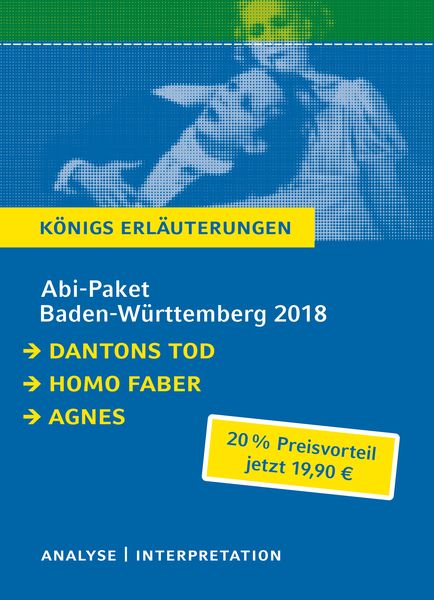 KÖNIGS ERLÄUTERUNGEN
Abi-Paket
Baden-Württemberg 2018
→ DANTONS TOD
→ HOMO FABER
→ AGNES
20 % Preisvorteil
jetzt 19,90 €
ANALYSE | INTERPRETATION